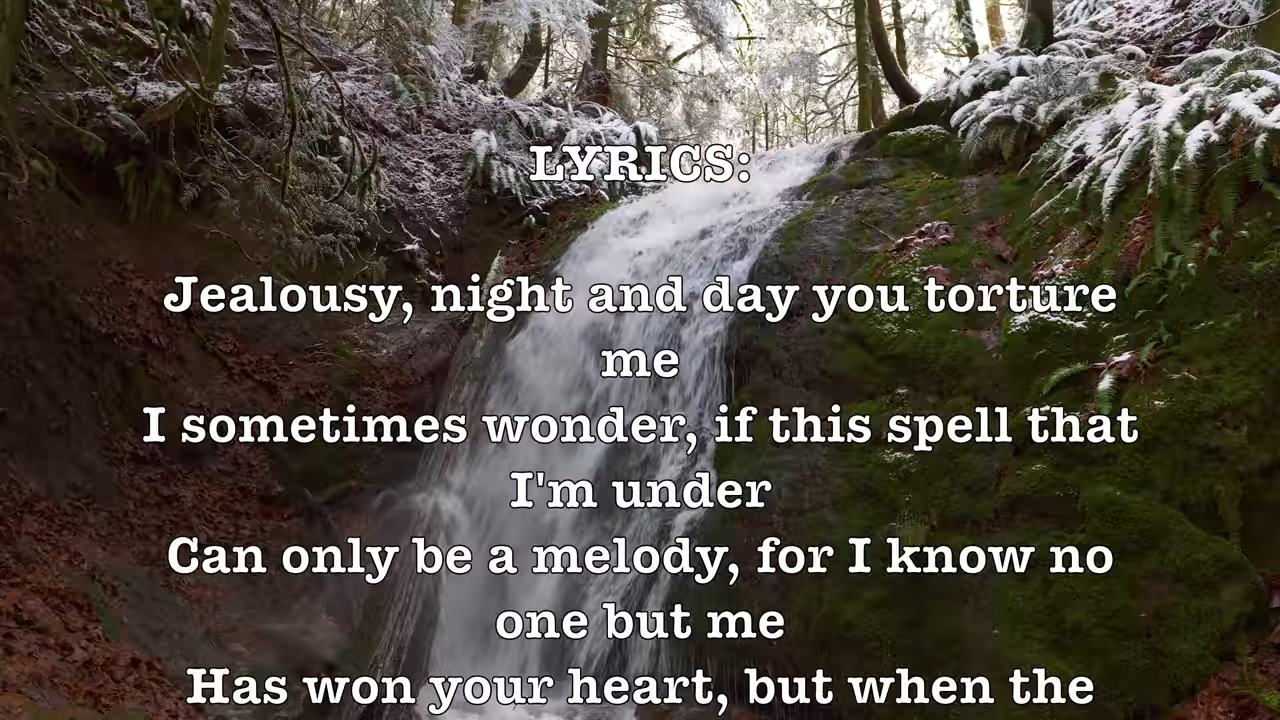 LYRICS:
Jealousy, night and day you torture
me
I sometimes wonder, if this spell that
I'm under
Can only be a melody, for I know no
one but me
Has won your heart, but when the